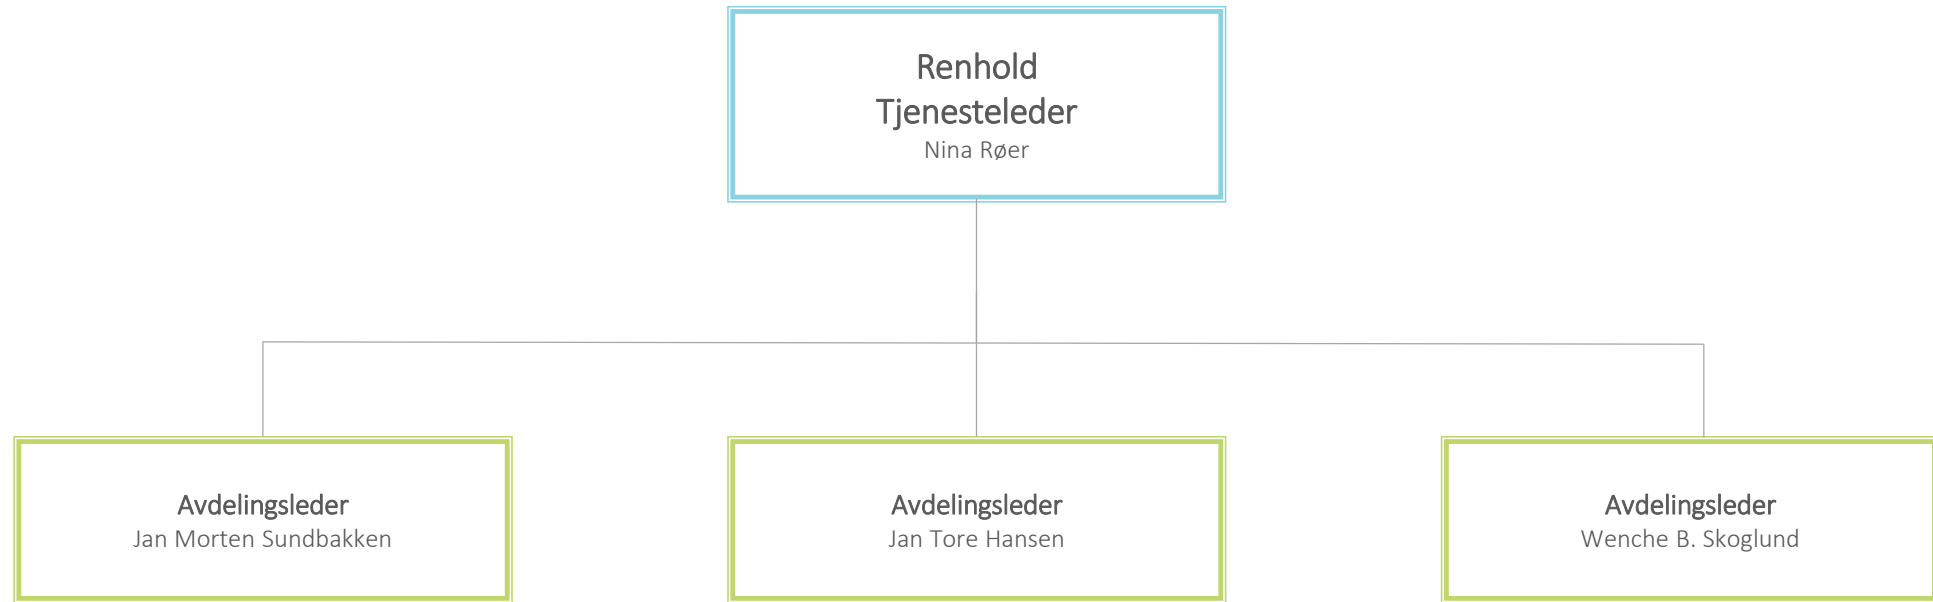 Renhold
Tjenesteleder
Nina Røer
Avdelingsleder
Jan Morten Sundbakken
Avdelingsleder
Jan Tore Hansen
Avdelingsleder
Wenche B. Skoglund